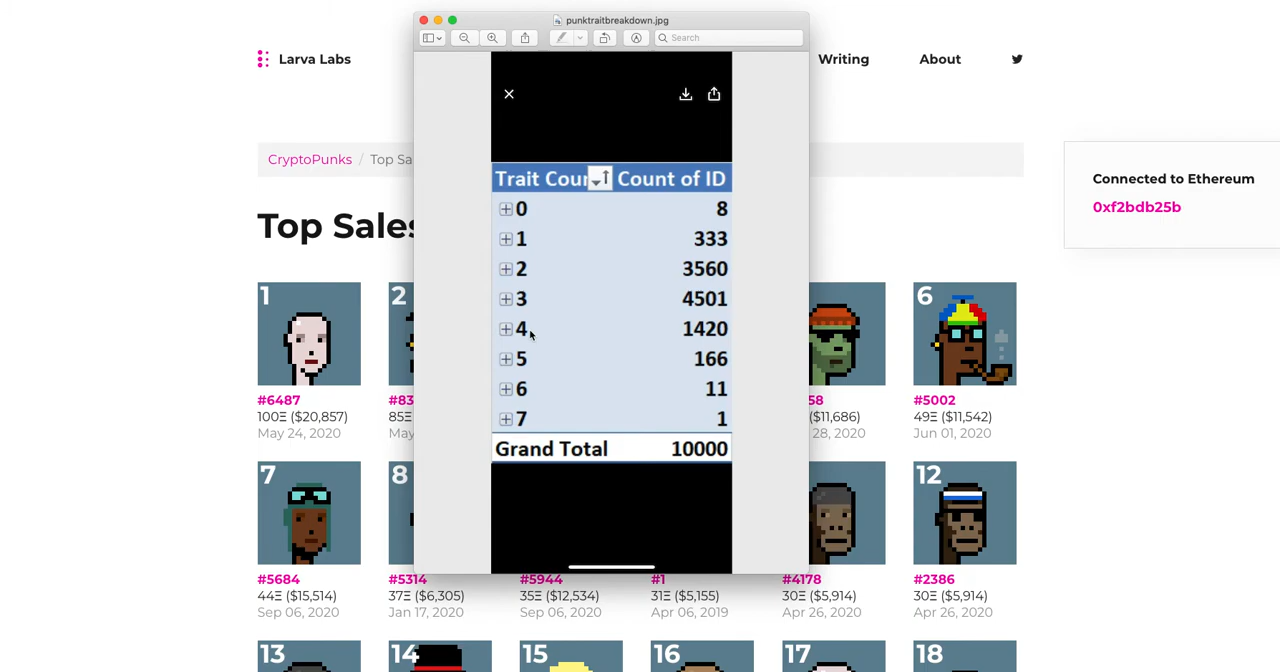 punktraitbreakdown.jpg
Search
Larva Labs
Writing
About
CryptoPunks / Top Sa
Connected to Ethereum
0xf2bdb25b
Top Sales
Trait Cour Count of ID
0 8
1 333
2 3560
3 4501
4 1420
5 166
6 11
7 1
Grand Total 10000
1
2
6
#6487
#83
58
#5002
100Ξ ($20,857)
85Ξ
($11,686)
49Ξ ($11,542)
May 24, 2020
May
28, 2020
Jun 01, 2020
7
8
12
#5684
#5314
#5944
#1
#4178
#2386
44Ξ ($15,514)
37Ξ ($6,305)
35Ξ ($12,534)
31Ξ ($5,155)
30Ξ ($5,914)
30Ξ ($5,914)
Sep 06, 2020
Jan 17, 2020
Sep 06, 2020
Apr 06, 2019
Apr 26, 2020
Apr 26, 2020
13
14
15
16
17
18